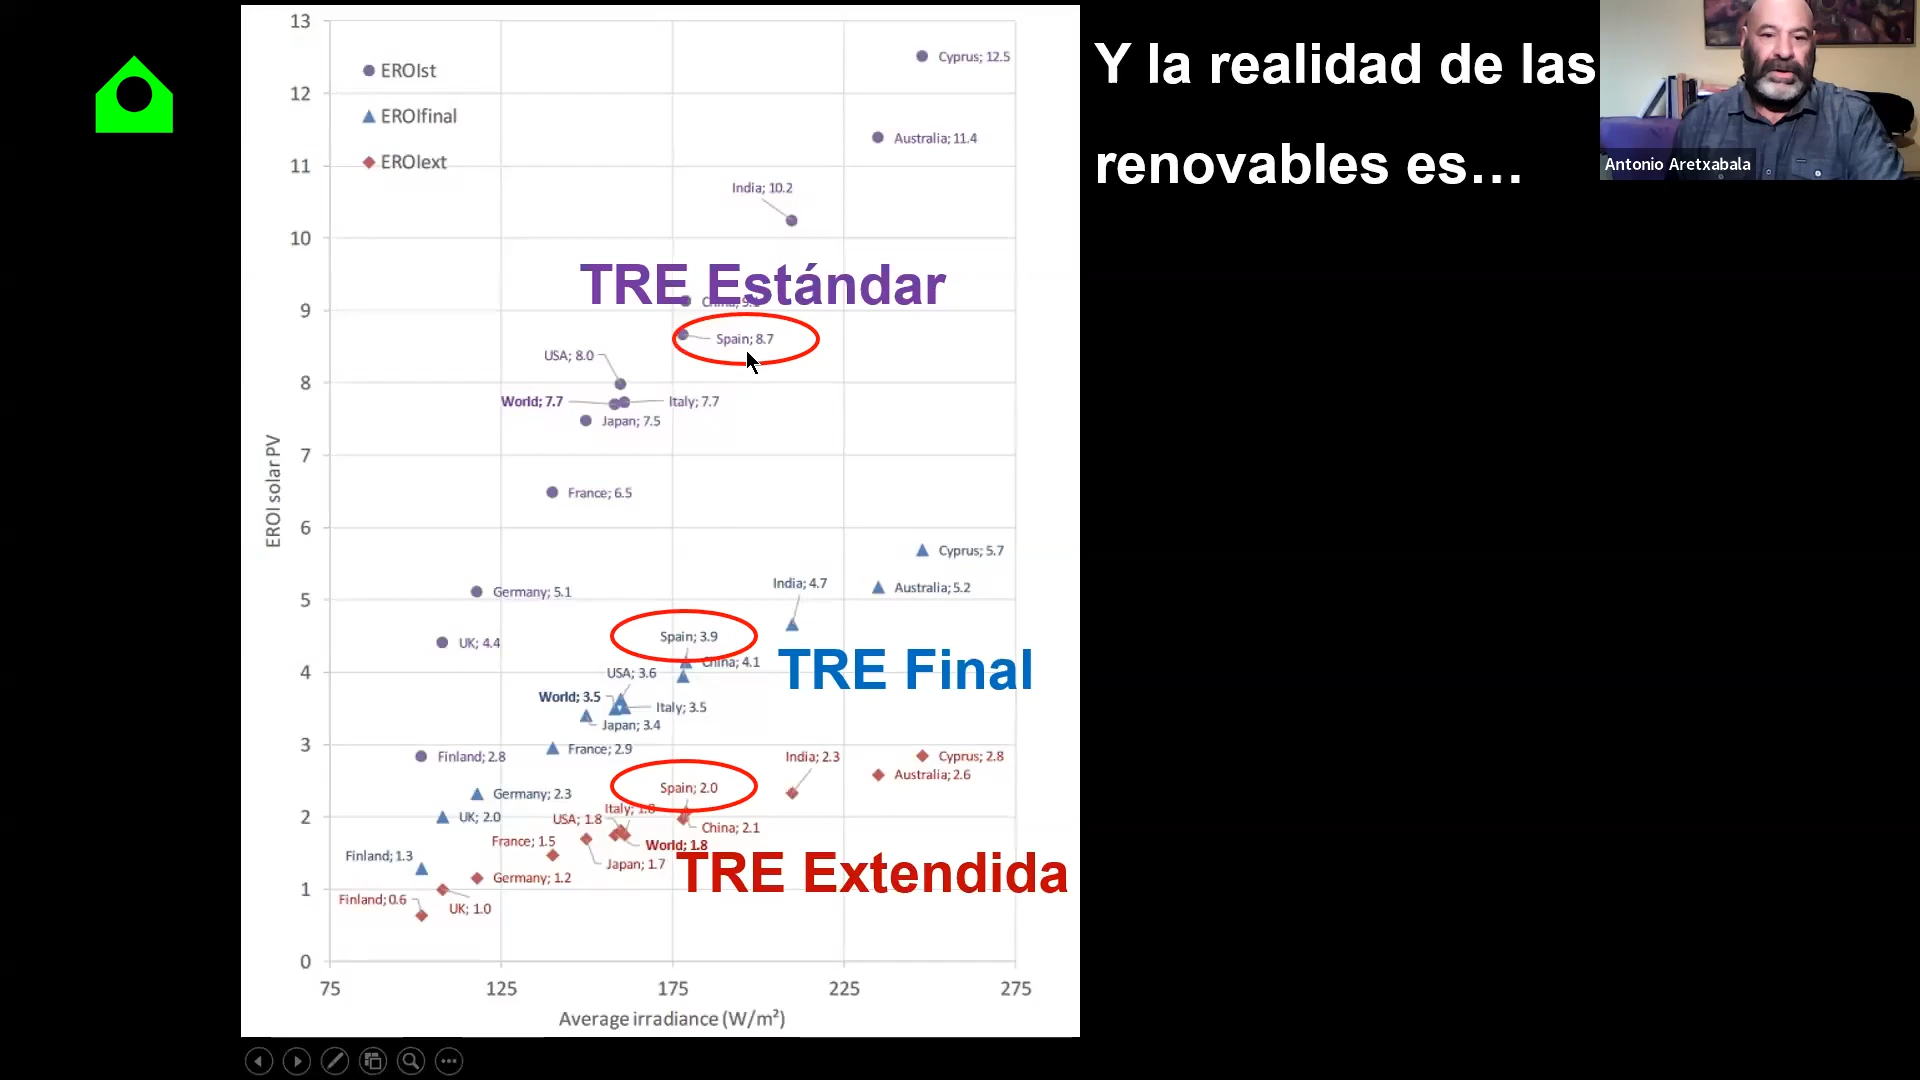 Y la realidad de las
renovables es...
Antonio Aretxabala
13
12
11
10
9
8
7
6
5
4
3
2
1
0
EROI solar PV
EROIst
EROIfinal
EROIext
Cyprus; 12.5
Australia; 11.4
India; 10.2
TRE Estándar
Spain; 8.7
USA; 8.0
World; 7.7
Italy; 7.7
Japan; 7.5
France; 6.5
Cyprus; 5.7
India; 4.7
Australia; 5.2
Germany; 5.1
UK; 4.4
Spain; 3.9
China; 4.1
TRE Final
USA; 3.6
World; 3.5
Italy; 3.5
Japan; 3.4
France; 2.9
Finland; 2.8
India; 2.3
Cyprus; 2.8
Australia; 2.6
Spain; 2.0
Germany; 2.3
Italy; 1.8
UK; 2.0
USA; 1.8
China; 2.1
France; 1.5
World; 1.8
Finland; 1.3
Japan; 1.7
TRE Extendida
Germany; 1.2
Finland; 0.6
UK; 1.0
75
125
175
225
275
Average irradiance (W/m²)